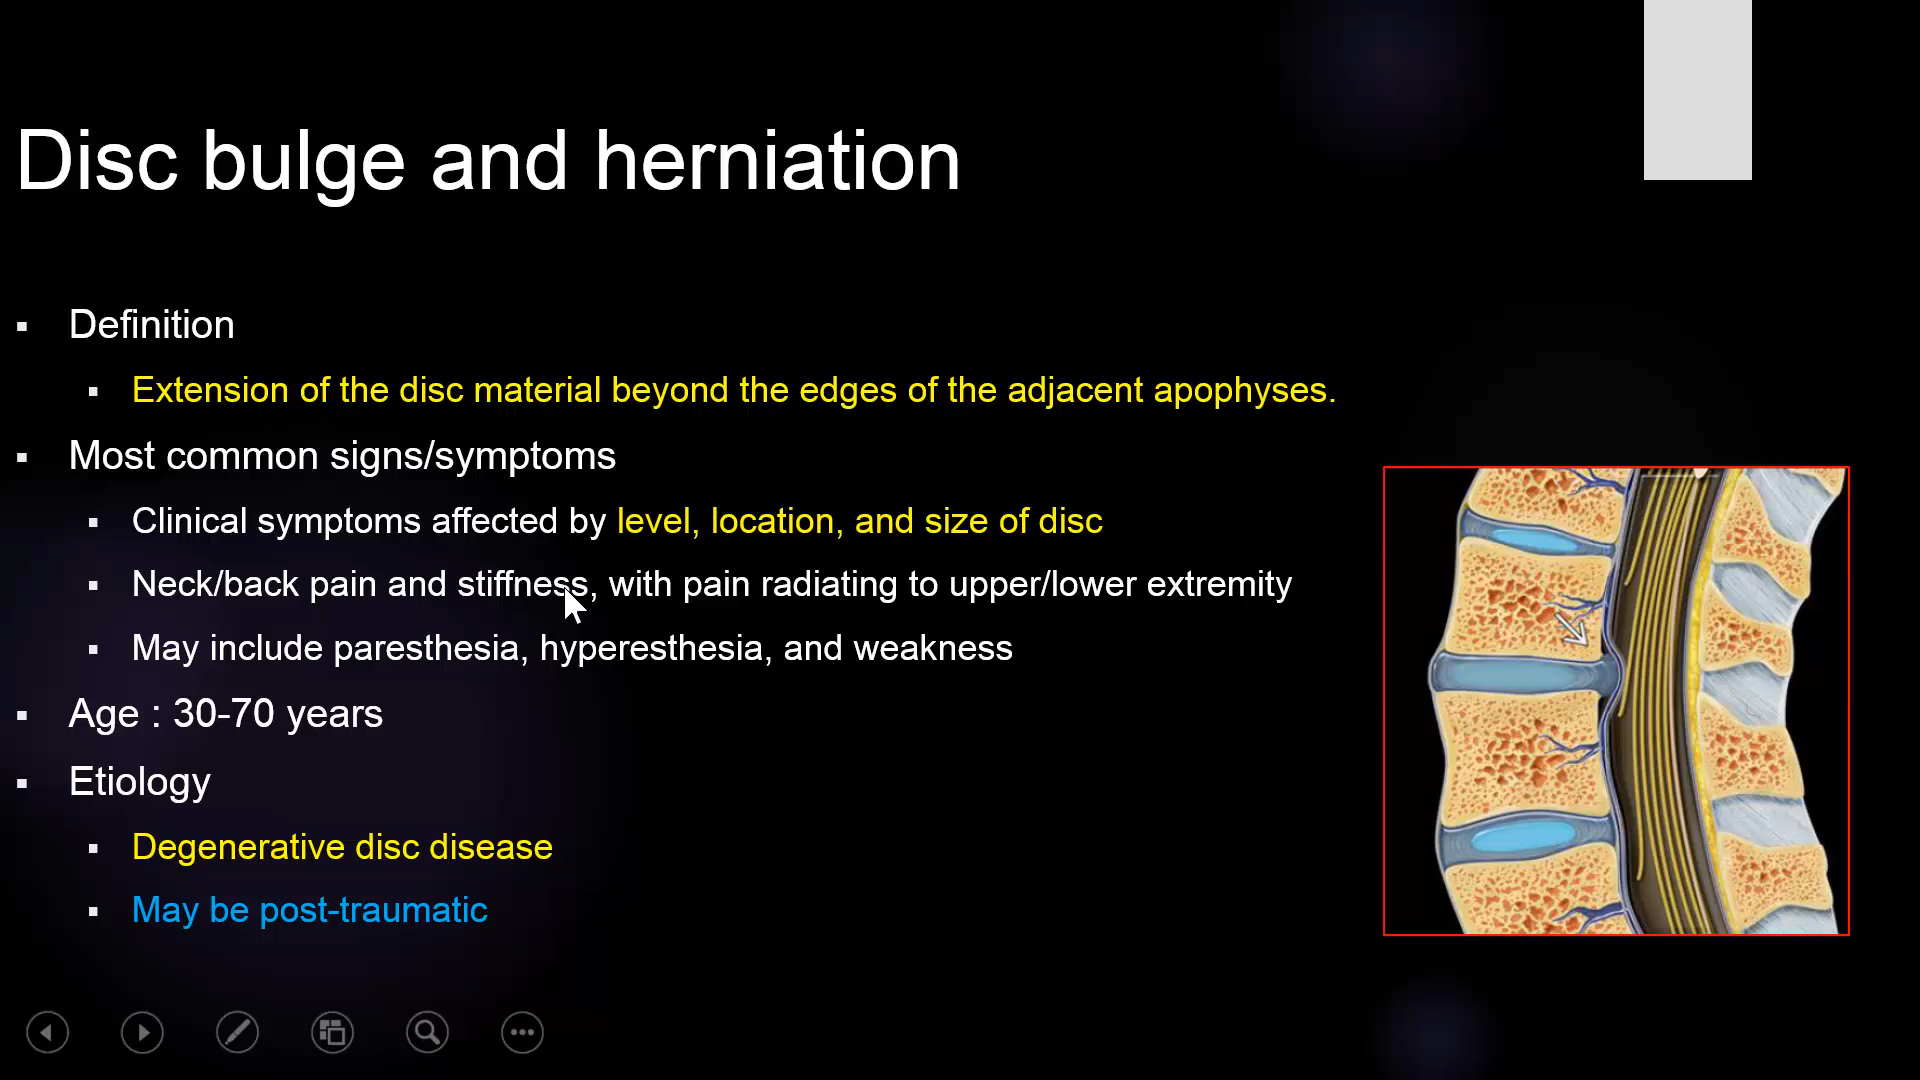 Disc bulge and herniation
Definition
Extension of the disc material beyond the edges of the adjacent apophyses.
Most common signs/symptoms
Clinical symptoms affected by level, location, and size of disc
Neck/back pain and stiffness, with pain radiating to upper/lower extremity
May include paresthesia, hyperesthesia, and weakness
Age : 30-70 years
Etiology
Degenerative disc disease
May be post-traumatic